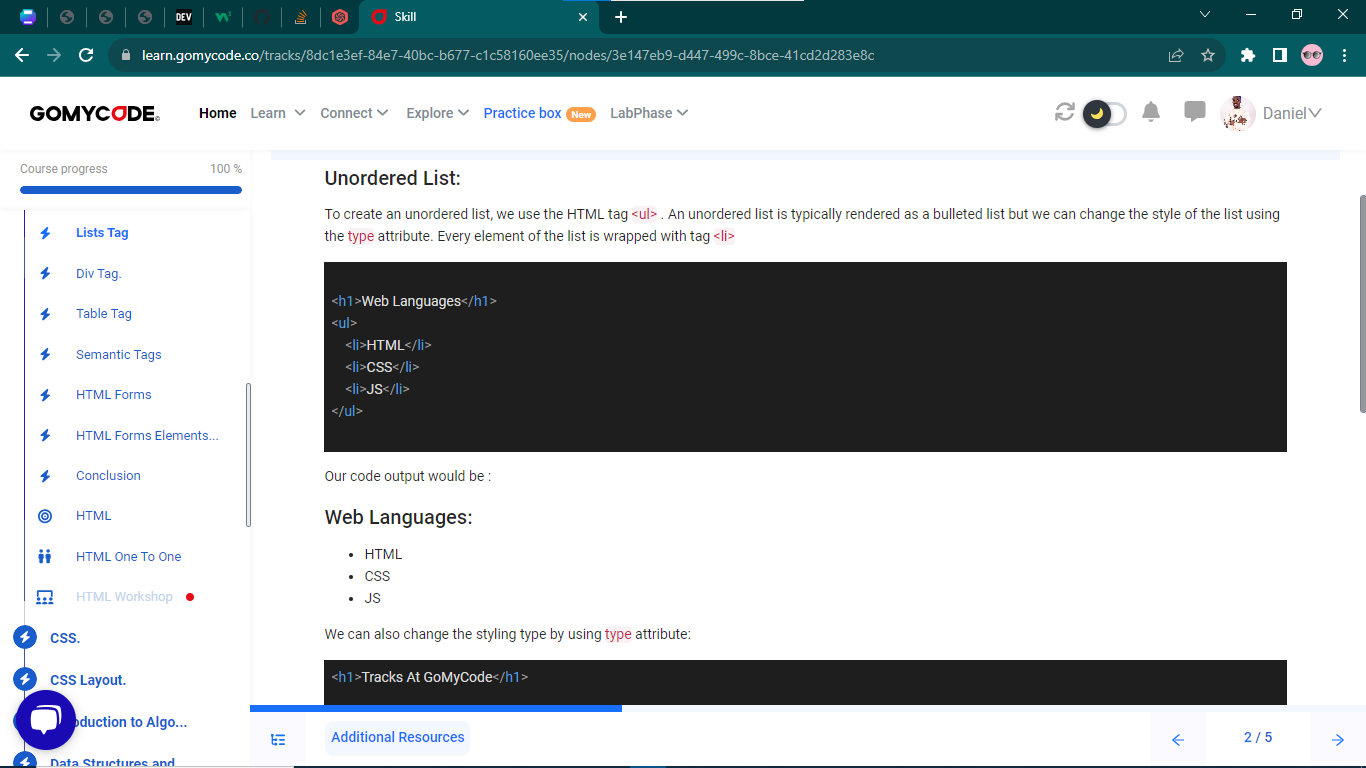 DEV
Skill
learn.gomycode.co/tracks/8dc1e3ef-84e7-40bc-b677-c1c58160ee35/nodes/3e147eb9-d447-499c-8bce-41cd2d283e8c
GOMYCODE
Home Learn Connect Explore Practice box New LabPhase Daniel
Course progress 100 %
Lists Tag
Div Tag.
Table Tag
Semantic Tags
HTML Forms
HTML Forms Elements...
Conclusion
HTML
HTML One To One
HTML Workshop
CSS.
CSS Layout.
oduction to Algo...
Data Structures and
Unordered List:
To create an unordered list, we use the HTML tag <ul> . An unordered list is typically rendered as a bulleted list but we can change the style of the list using
the type attribute. Every element of the list is wrapped with tag <li>
<h1>Web Languages</h1>
<ul>
<li>HTML</li>
<li>CSS</li>
<li>JS</li>
</ul>
Our code output would be :
Web Languages:
• HTML
• CSS
• JS
We can also change the styling type by using type attribute:
<h1>Tracks At GoMyCode</h1>
Additional Resources
2 / 5